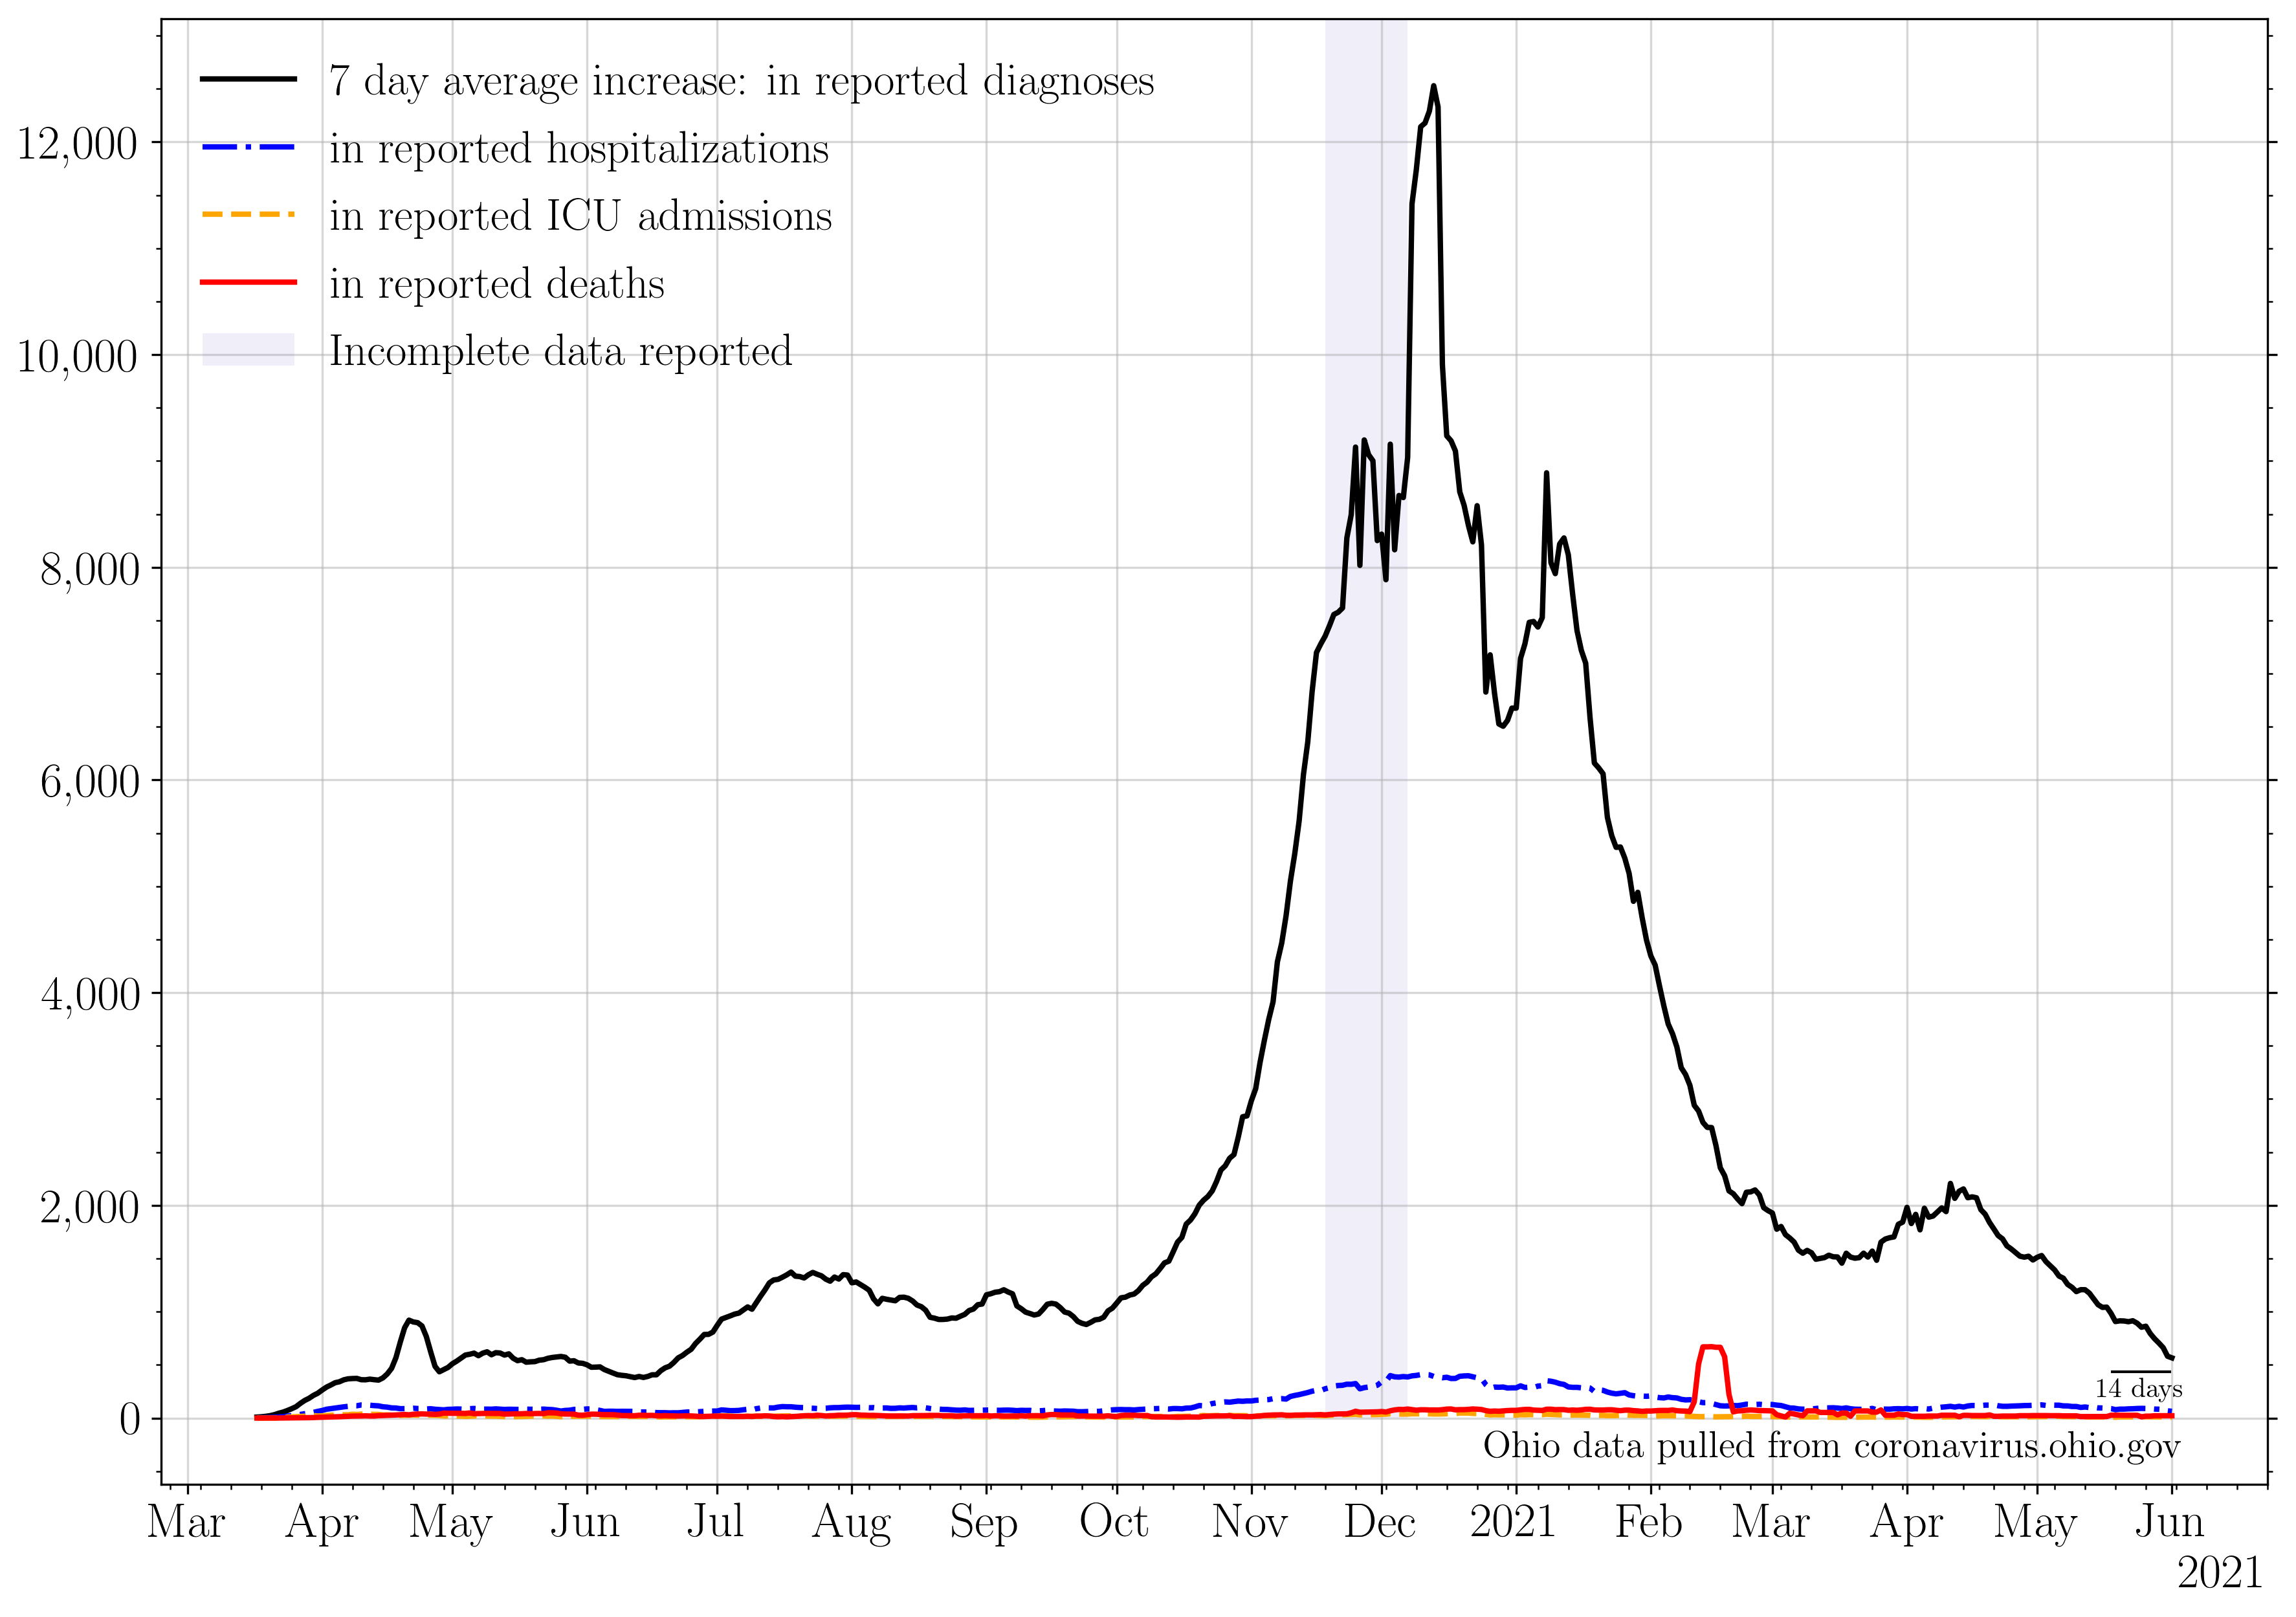 7 day average increase: in reported diagnoses
in reported hospitalizations
in reported ICU admissions
in reported deaths
Incomplete data reported
12,000
10,000
8,000
6,000
4,000
2,000
0
14 days
Ohio data pulled from coronavirus.ohio.gov
Mar Apr May Jun Jul Aug Sep Oct Nov Dec 2021 Feb Mar Apr May Jun
2021